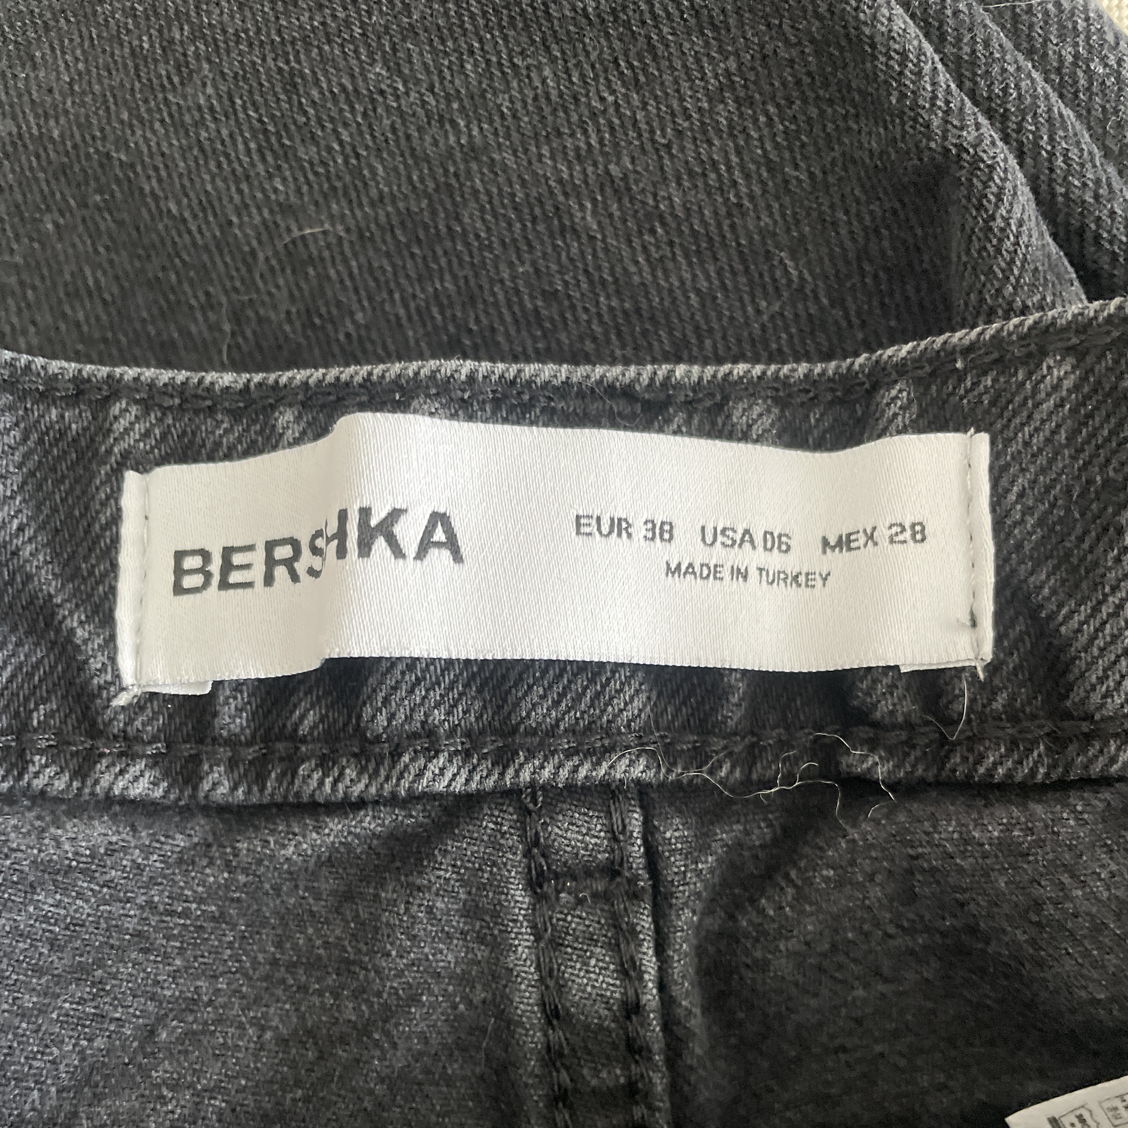 BERSHKA
EUR 38 USA 06 MEX 28
MADE IN TURKEY